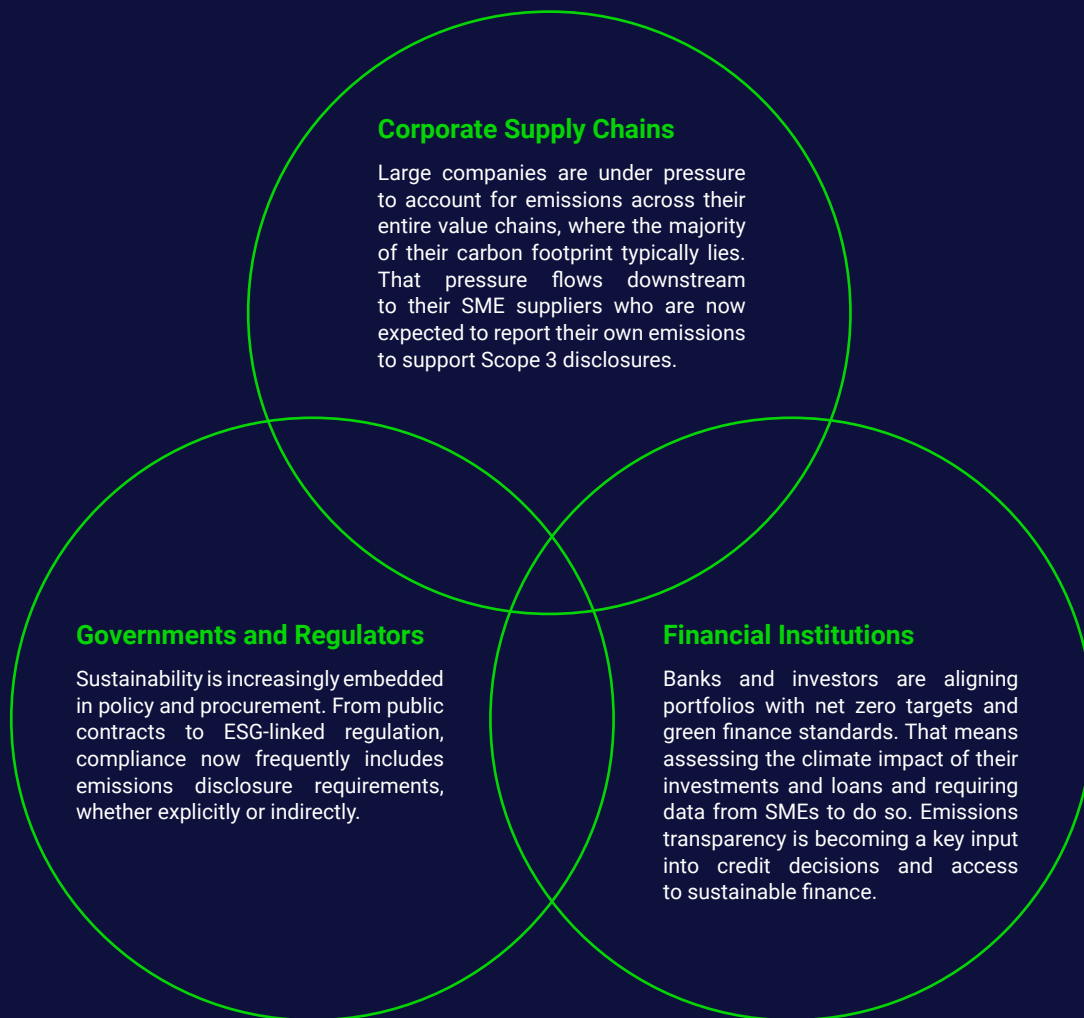 Corporate Supply Chains
Large companies are under pressure
to account for emissions across their
entire value chains, where the majority
of their carbon footprint typically lies.
That pressure flows downstream
to their SME suppliers who are now
expected to report their own emissions
to support Scope 3 disclosures.
Governments and Regulators
Sustainability is increasingly embedded
in policy and procurement. From public
contracts to ESG-linked regulation,
compliance now frequently includes
emissions disclosure requirements,
whether explicitly or indirectly.
Financial Institutions
Banks and investors are aligning
portfolios with net zero targets and
green finance standards. That means
assessing the climate impact of their
investments and loans and requiring
data from SMEs to do so. Emissions
transparency is becoming a key input
into credit decisions and access
to sustainable finance.